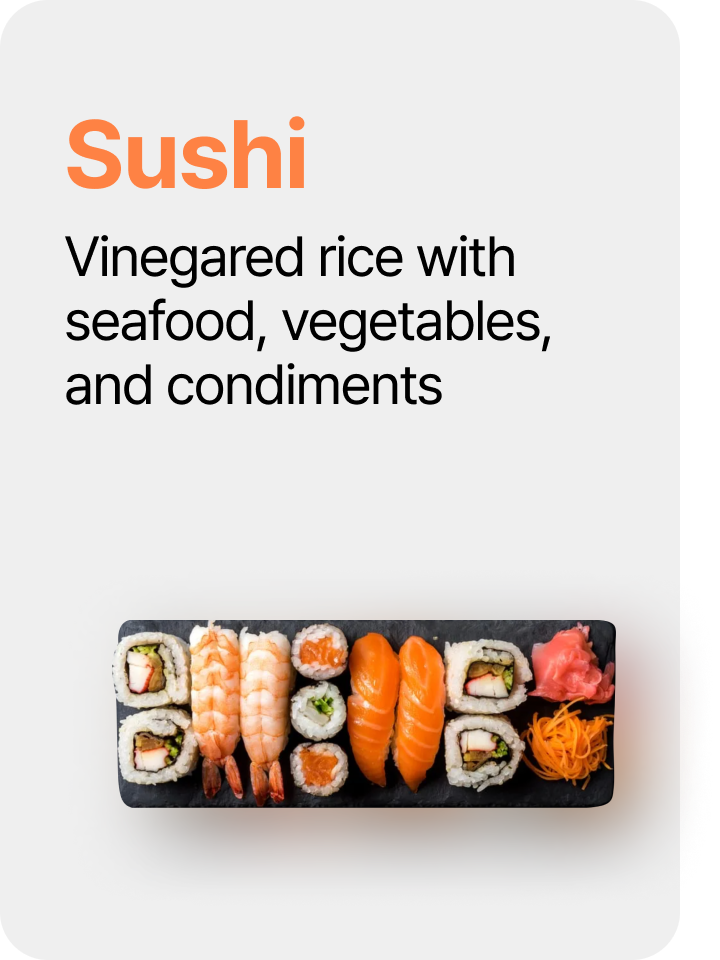 Sushi
Vinegared rice with
seafood, vegetables,
and condiments